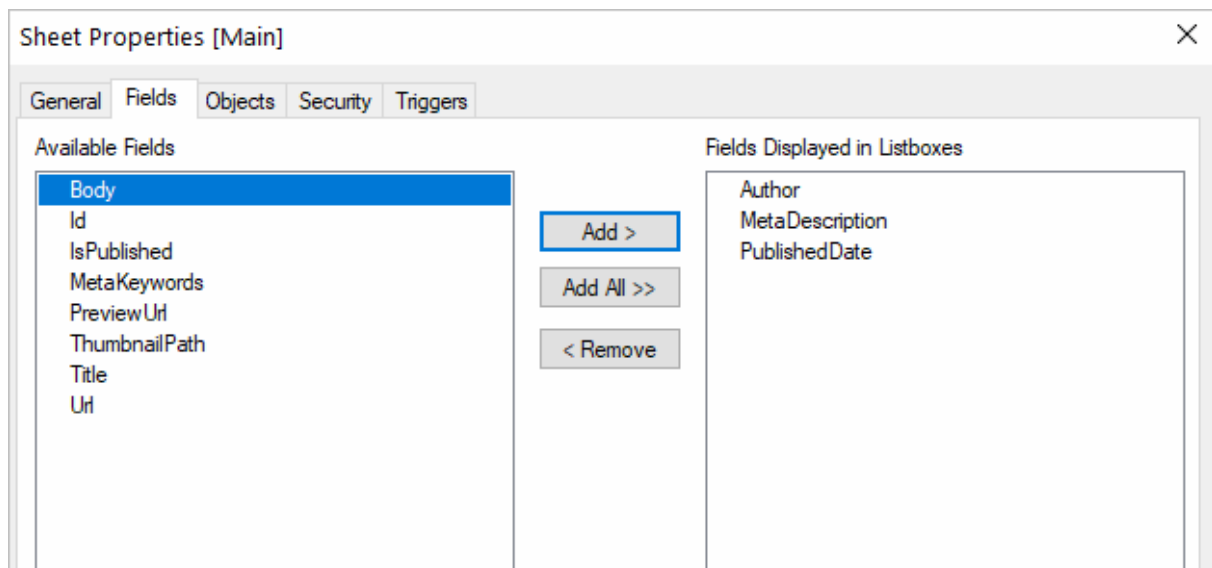 Sheet Properties [Main]
General Fields Objects Security Triggers
Available Fields
Body
Id
IsPublished
MetaKeywords
PreviewUrl
ThumbnailPath
Title
Url
Add >
Add All >>
< Remove
Fields Displayed in Listboxes
Author
MetaDescription
PublishedDate